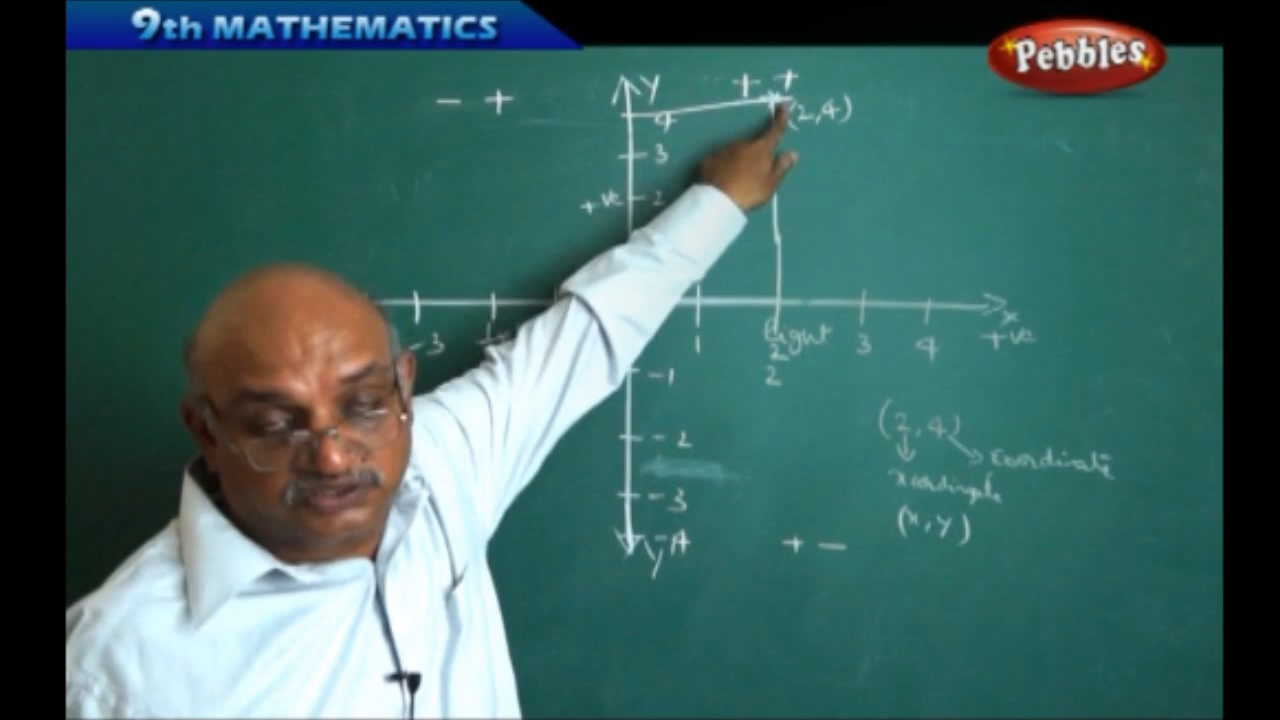 9th MATHEMATICS
Pebbles
- +
Y
+ +
4
(2,4)
3
+ve
2
-3
1
Right
2
3
4
x
+ve
-1
2
-2
(2,4)
coordinate
x cordinate
-3
(x,y)
-4
+ -
y